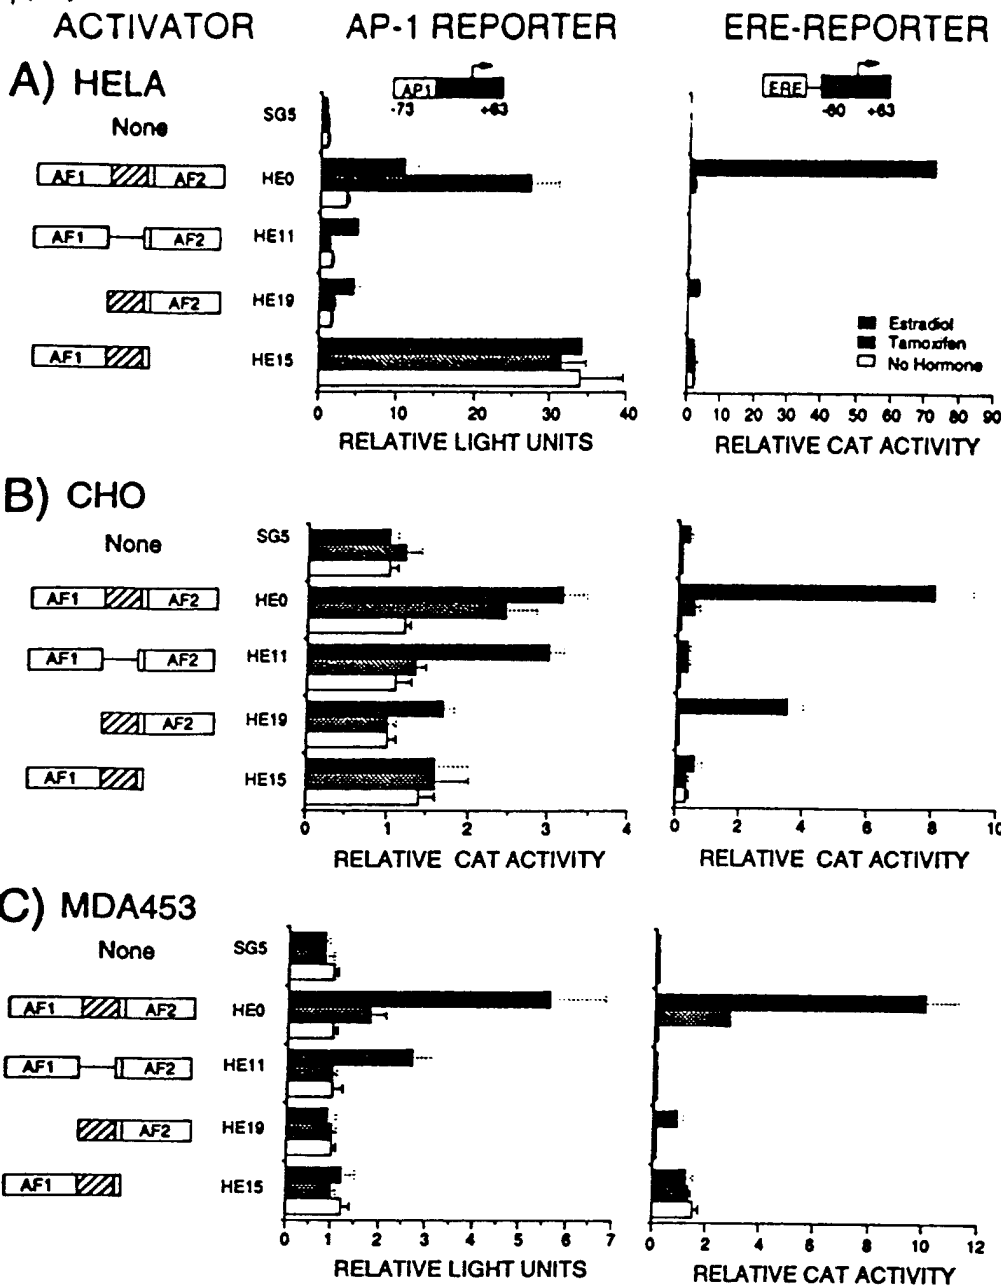 ACTIVATOR AP-1 REPORTER ERE-REPORTER
A) HELA
AP1 ERE
-73 +63 -60 +63
None SG5
AF1 AF2 HE0
AF1 AF2 HE11
AF2 HE19
AF1 HE15
Estradiol
Tamoxifen
No Hormone
0 10 20 30 40 0 10 20 30 40 50 60 70 80 90
RELATIVE LIGHT UNITS RELATIVE CAT ACTIVITY
B) CHO
None SG5
AF1 AF2 HE0
AF1 AF2 HE11
AF2 HE19
AF1 HE15
0 1 2 3 4 0 2 4 6 8 10
RELATIVE CAT ACTIVITY RELATIVE CAT ACTIVITY
C) MDA453
None SG5
AF1 AF2 HE0
AF1 AF2 HE11
AF2 HE19
AF1 HE15
0 1 2 3 4 5 6 7 0 2 4 6 8 10 12
RELATIVE LIGHT UNITS RELATIVE CAT ACTIVITY